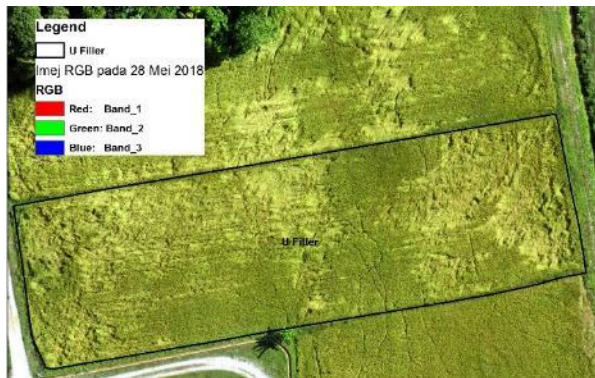 Legend
U Filler
Imej RGB pada 28 Mei 2018
RGB
Red: Band_1
Green: Band_2
Blue: Band_3
U Filler